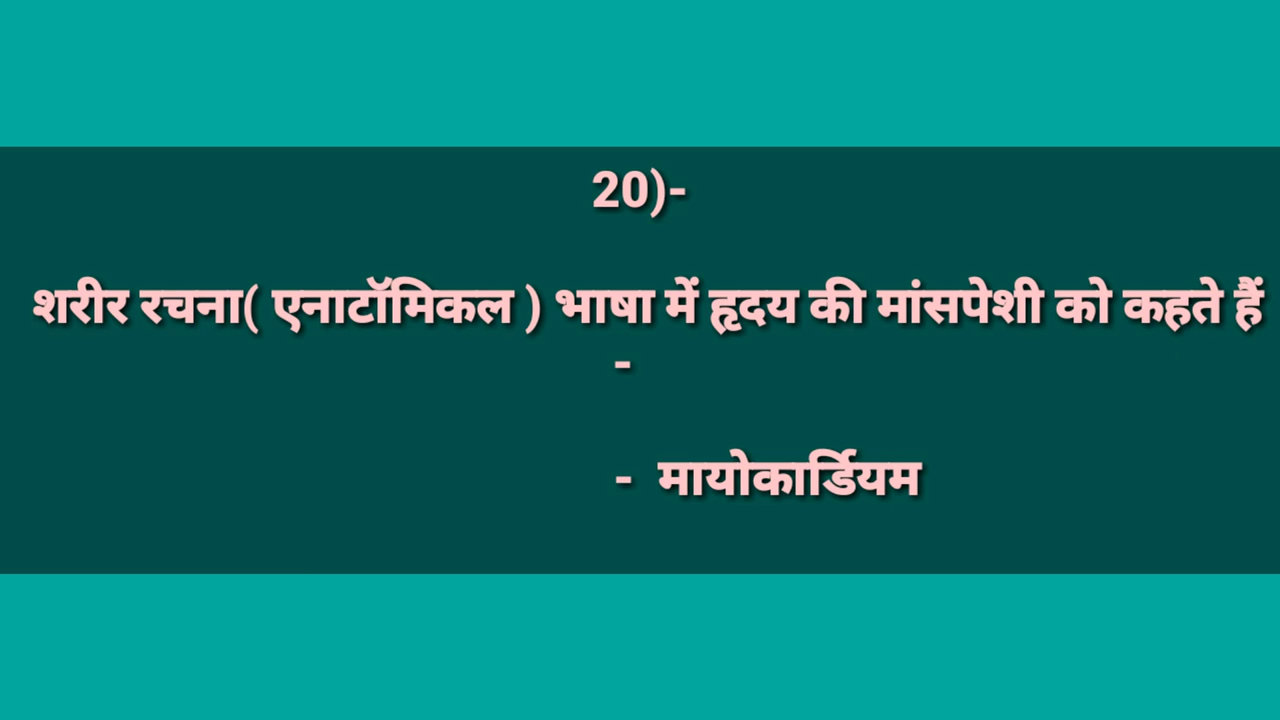 20)-
शरीर रचना( एनाटॉमिकल ) भाषा में हृदय की मांसपेशी को कहते हैं
-
- मायोकार्डियम